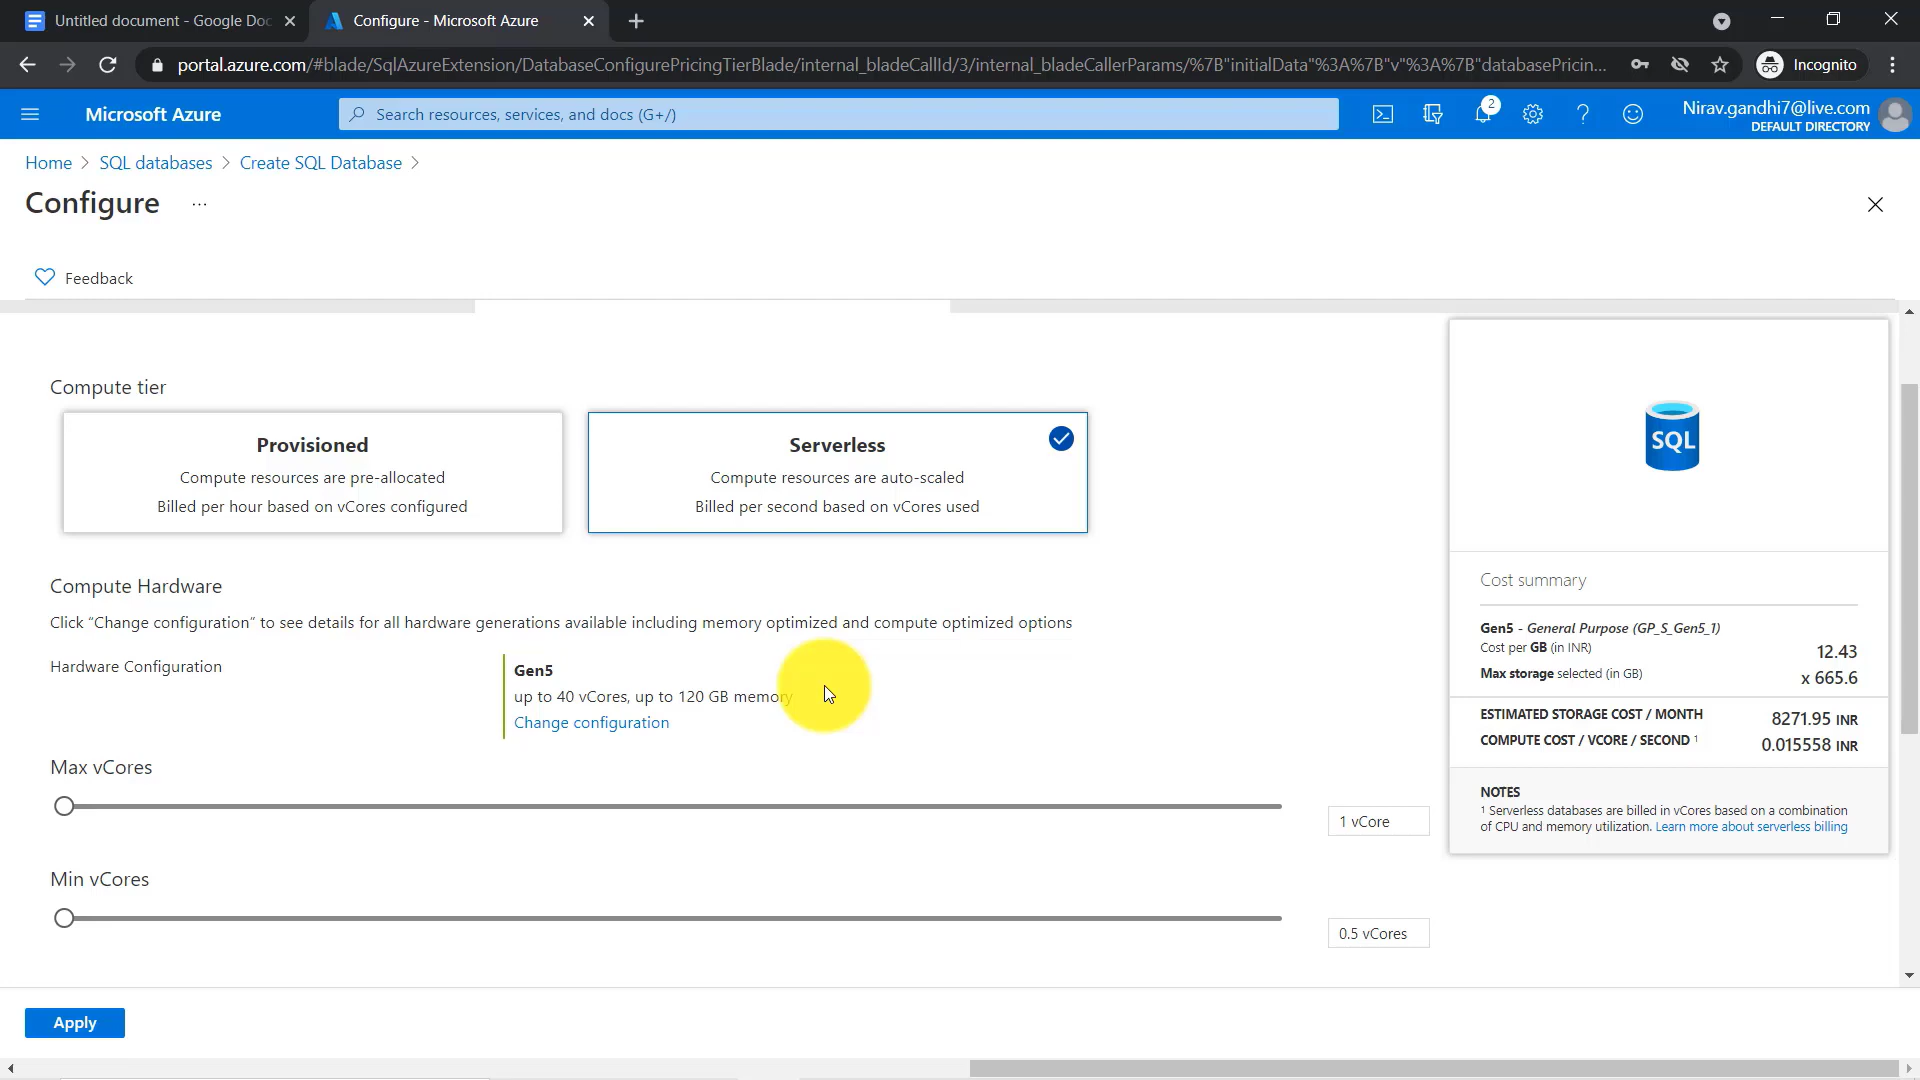 Untitled document - Google Doc
Configure - Microsoft Azure
portal.azure.com/#blade/SqlAzureExtension/DatabaseConfigurePricingTierBlade/internal_bladeCallId/3/internal_bladeCallerParams/%7B"initialData"%3A%7B"v"%3A%7B"databasePricin...
Incognito
Microsoft Azure
Search resources, services, and docs (G+/)
2
Nirav.gandhi7@live.com
DEFAULT DIRECTORY
Home > SQL databases > Create SQL Database >
Configure ...
Feedback
Compute tier
Provisioned
Compute resources are pre-allocated
Billed per hour based on vCores configured
Serverless
Compute resources are auto-scaled
Billed per second based on vCores used
Compute Hardware
Click “Change configuration” to see details for all hardware generations available including memory optimized and compute optimized options
Hardware Configuration
Gen5
up to 40 vCores, up to 120 GB memory
Change configuration
Max vCores
1 vCore
Min vCores
0.5 vCores
SQL
Cost summary
Gen5 - General Purpose (GP_S_Gen5_1)
Cost per GB (in INR) 12.43
Max storage selected (in GB) x 665.6
ESTIMATED STORAGE COST / MONTH 8271.95 INR
COMPUTE COST / VCORE / SECOND ¹ 0.015558 INR
NOTES
¹ Serverless databases are billed in vCores based on a combination
of CPU and memory utilization. Learn more about serverless billing
Apply